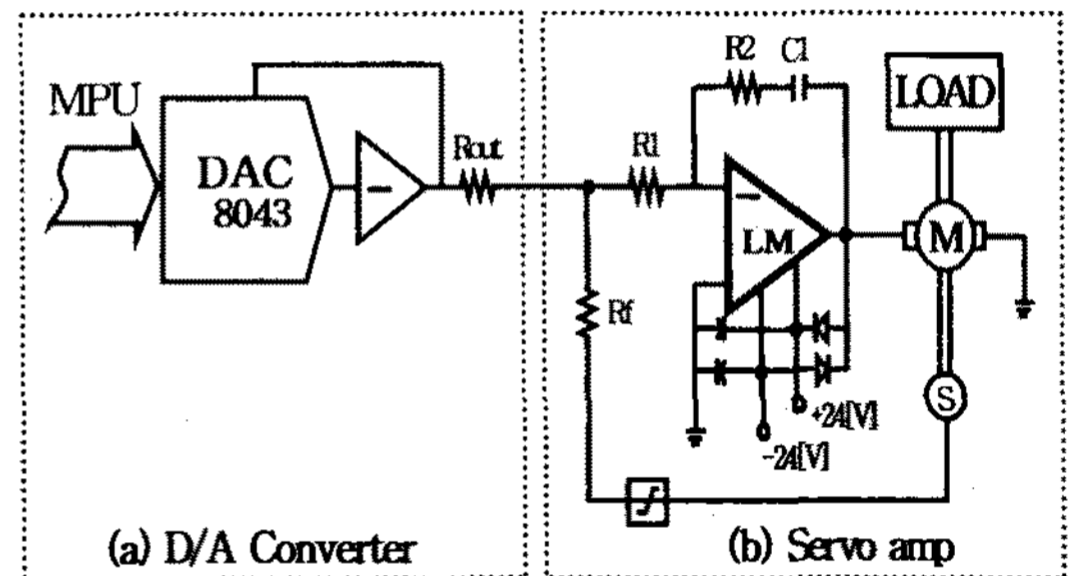 MPU
DAC
8043
Rout
R1
R2 C1
LOAD
LM
M
Rf
S
+24[V]
-24[V]
(a) D/A Converter
(b) Servo amp